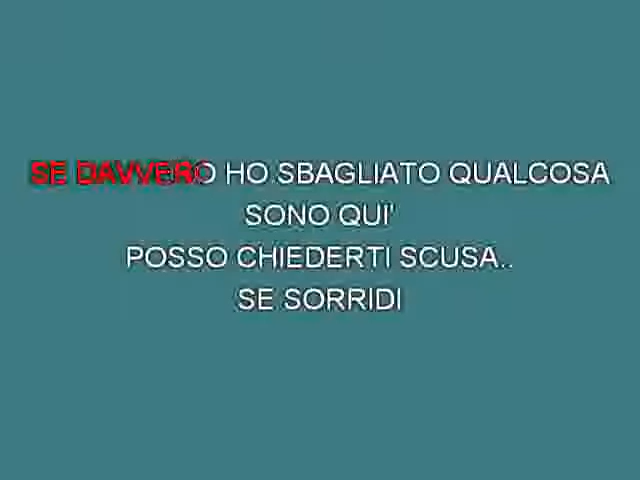 SE DAVVERO HO SBAGLIATO QUALCOSA
SONO QUI'
POSSO CHIEDERTI SCUSA..
SE SORRIDI